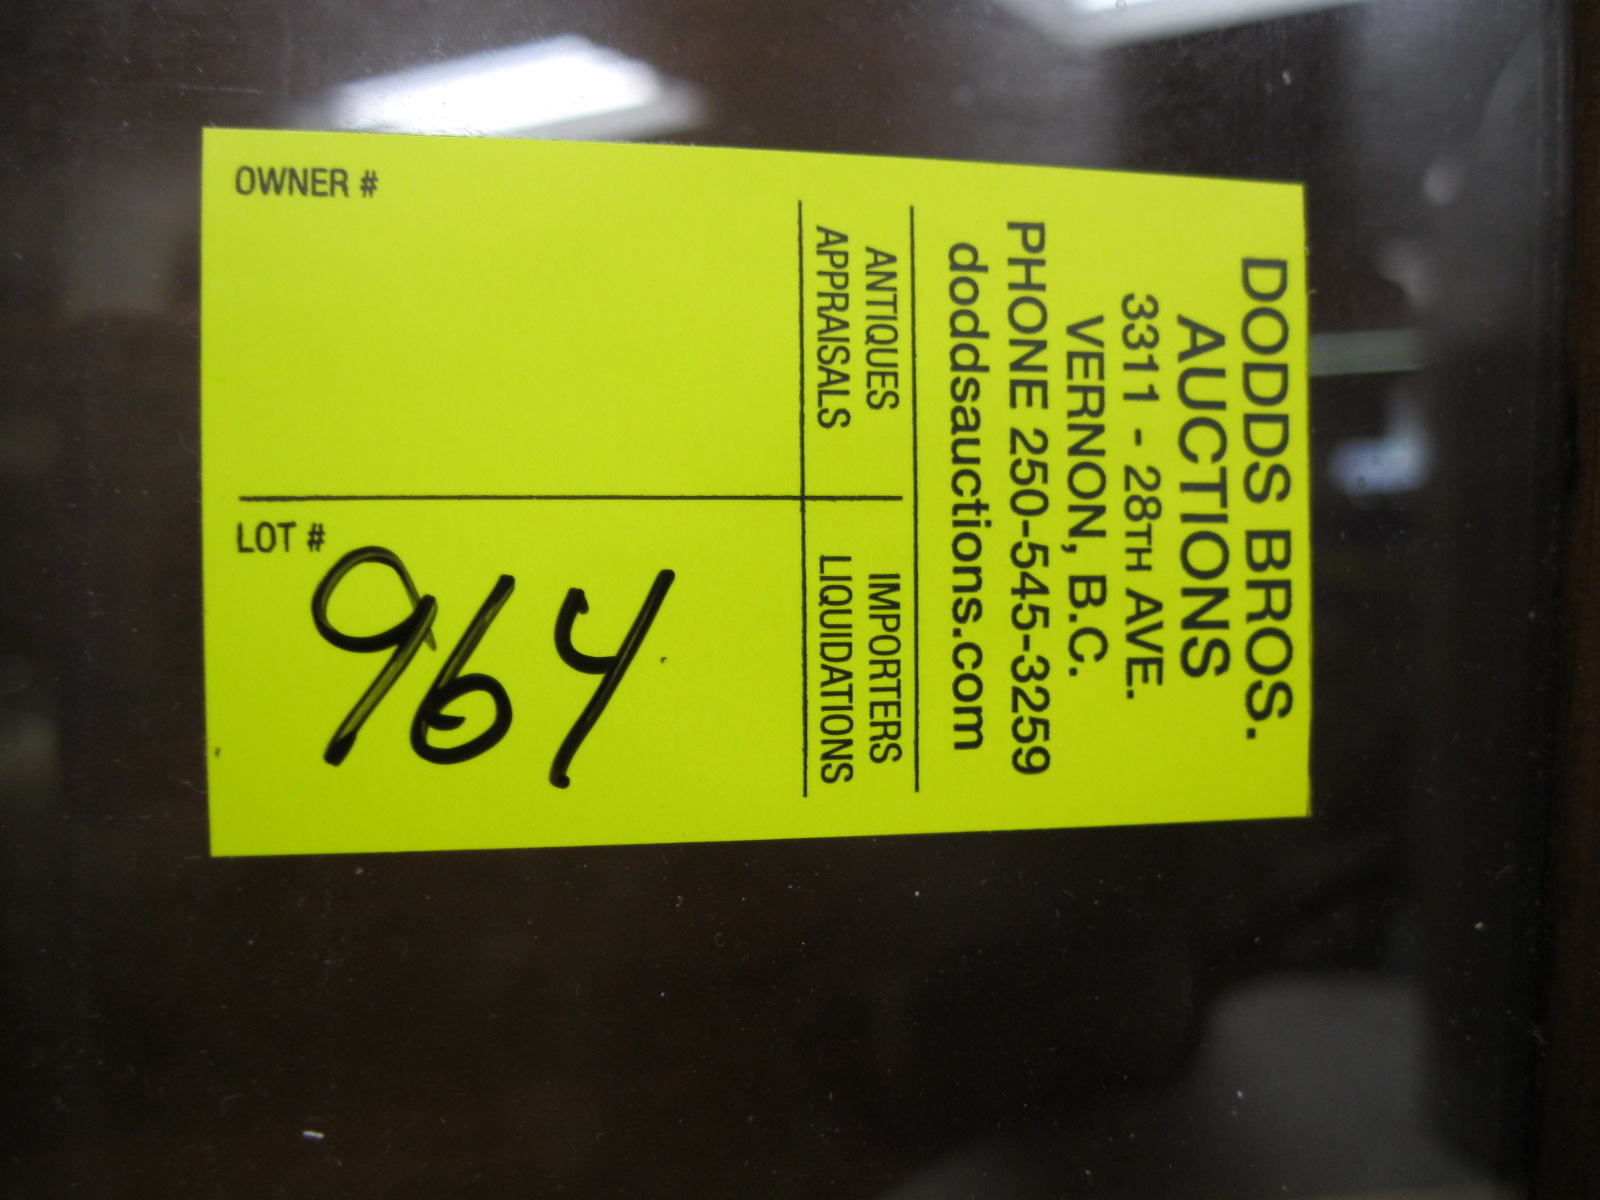 DODDS BROS.
AUCTIONS
3311 - 28TH AVE.
VERNON, B.C.
PHONE 250-545-3259
doddsauctions.com
ANTIQUES
APPRAISALS
IMPORTERS
LIQUIDATIONS
OWNER #
LOT #
964